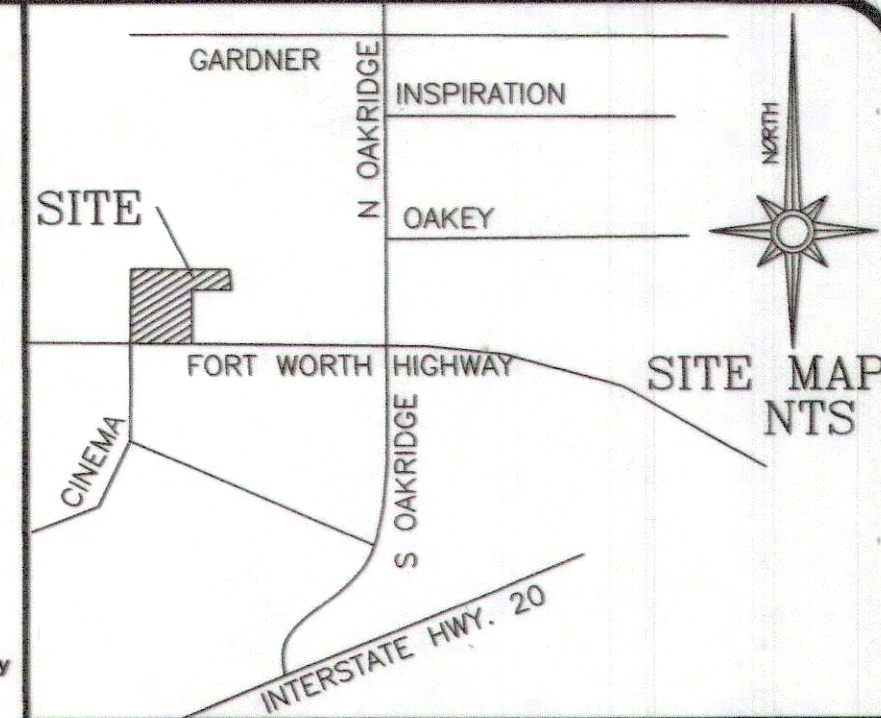 GARDNER
N OAKRIDGE
INSPIRATION
NORTH
SITE
OAKEY
FORT WORTH HIGHWAY
SITE MAP
NTS
CINEMA
S OAKRIDGE
INTERSTATE HWY. 20
y